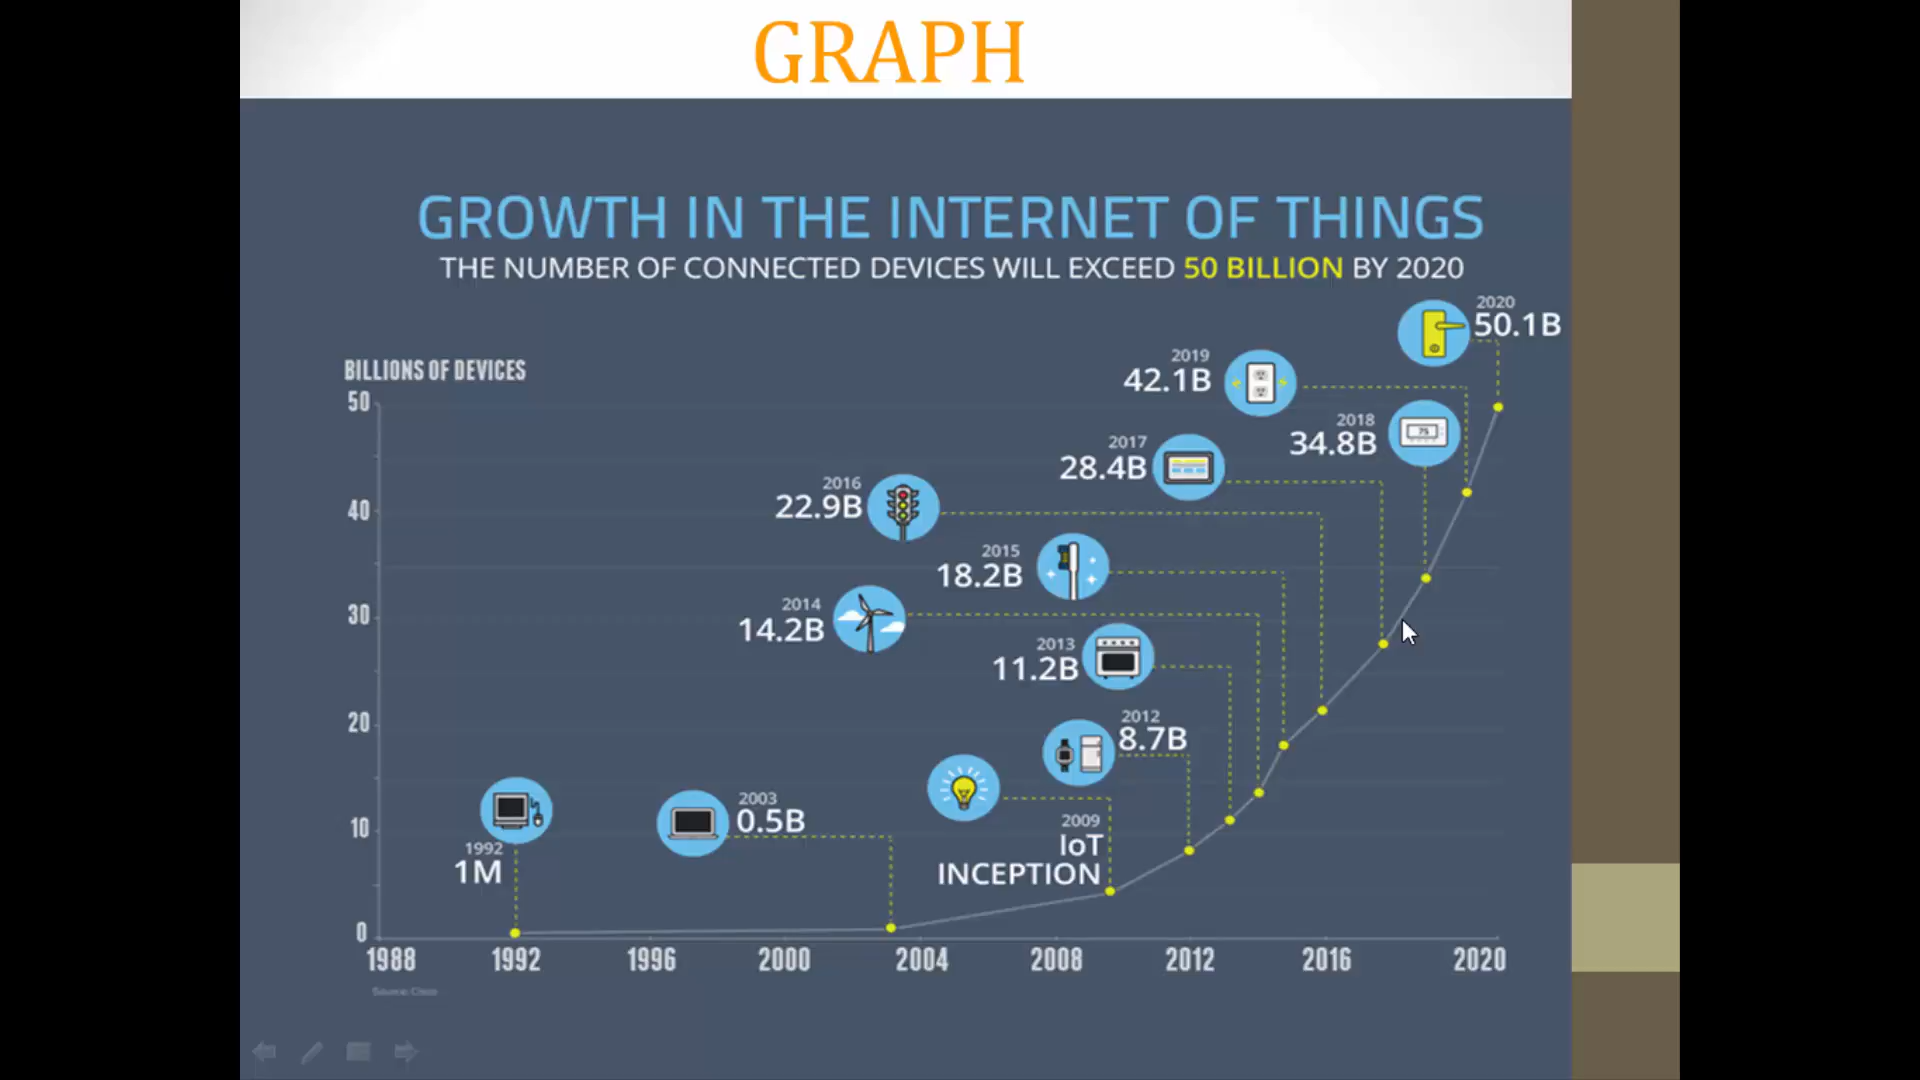 GRAPH
GROWTH IN THE INTERNET OF THINGS
THE NUMBER OF CONNECTED DEVICES WILL EXCEED 50 BILLION BY 2020
BILLIONS OF DEVICES
2020
50.1B
2019
42.1B
2018
34.8B
2017
28.4B
2016
22.9B
2015
18.2B
2014
14.2B
2013
11.2B
2012
8.7B
2009
IoT
INCEPTION
2003
0.5B
1992
1M
50
40
30
20
10
0
1988 1992 1996 2000 2004 2008 2012 2016 2020
Source: Cisco
75